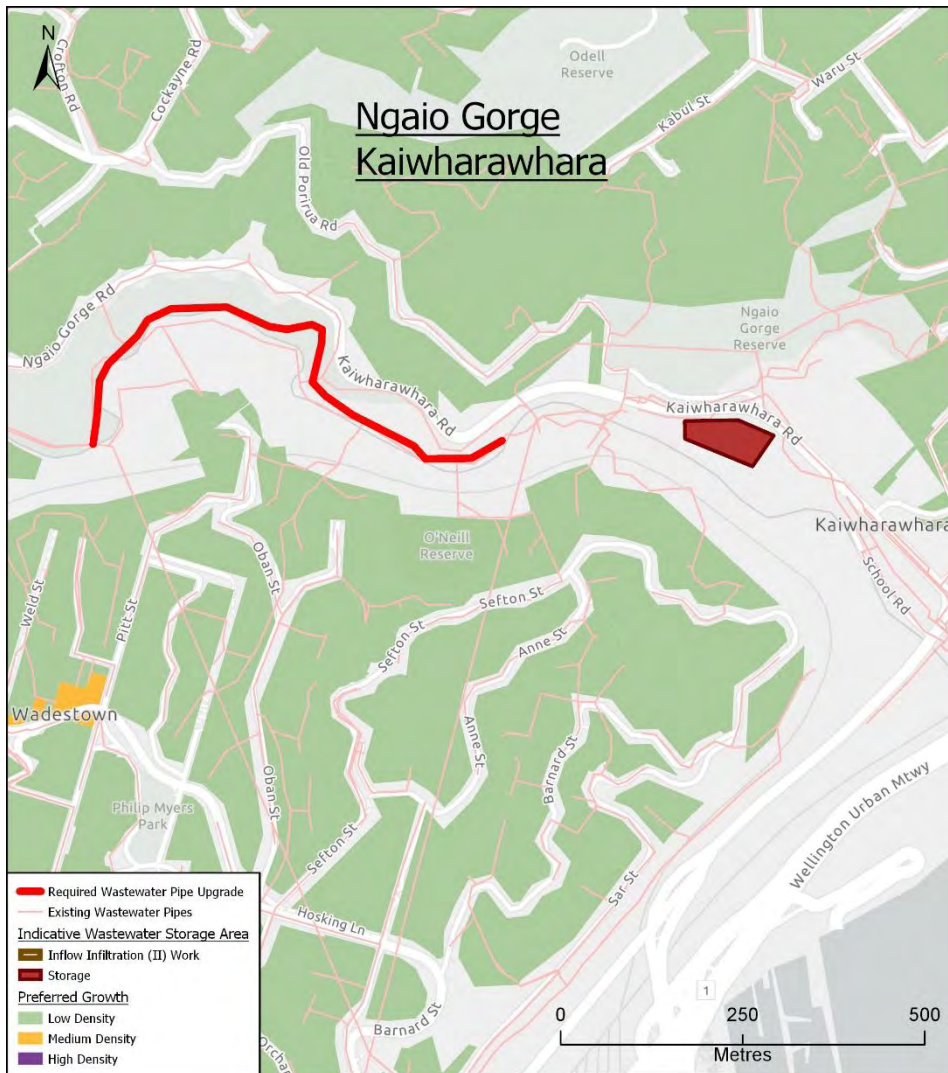 N
Crofton Rd
Cockayne Rd
Odell
Reserve
Waru St
Kabul St
Ngaio Gorge
Kaiwharawhara
Old Porirua Rd
Ngaio Gorge Rd
Ngaio
Gorge
Reserve
Kaiwharawhara Rd
Kaiwharawhara Rd
Kaiwharawhara
School Rd
O'Neill
Reserve
Oban St
Sefton St
Sefton St
Weld St
Pitt St
Anne St
Wadestown
Anne St
Barnard St
Oban St
Philip Myers
Park
Sefton St
Wellington Urban Mtwy
Sar St
Hosking Ln
1
Barnard St
Required Wastewater Pipe Upgrade
Existing Wastewater Pipes
Indicative Wastewater Storage Area
Inflow Infiltration (II) Work
Storage
Preferred Growth
Low Density
Medium Density
High Density
0 250 500
Metres